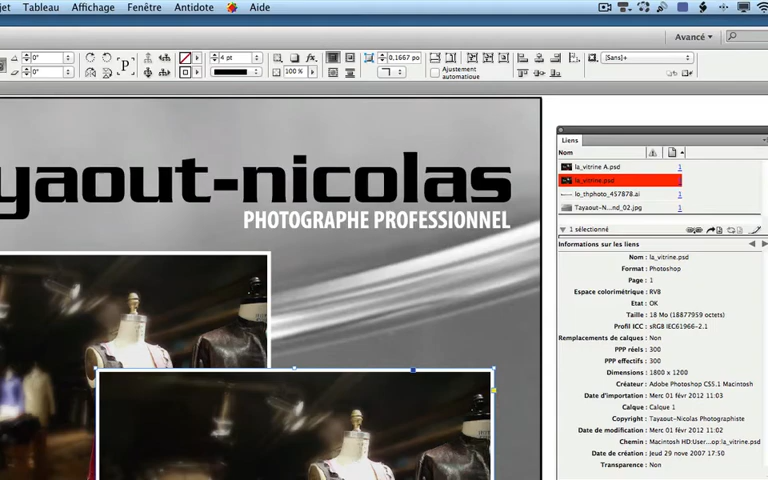 jet Tableau Affichage Fenêtre Antidote Aide
Avancé
0° 4 pt 0,1667 po [Sans]+
0° P 100 % Ajustement
automatique
yaout-nicolas
PHOTOGRAPHE PROFESSIONNEL
Liens
Nom
la_vitrine A.psd 1
la_vitrine.psd 1
lo_thphoto_457878.ai 1
Tayaout-N...nd_02.jpg 1
1 sélectionné
Informations sur les liens
Nom : la_vitrine.psd
Format : Photoshop
Page : 1
Espace colorimétrique : RVB
Etat : OK
Taille : 18 Mo (18877959 octets)
Profil ICC : sRGB IEC61966-2.1
Remplacements de calques : Non
PPP réels : 300
PPP effectifs : 300
Dimensions : 1800 x 1200
Créateur : Adobe Photoshop CS5.1 Macintosh
Date d'importation : Merc 01 févr 2012 11:03
Calque : Calque 1
Copyright : Tayaout-Nicolas Photographiste
Date de modification : Merc 01 févr 2012 11:02
Chemin : Macintosh HD:User...op:la_vitrine.psd
Date de création : Jeud 29 nove 2007 17:50
Transparence : Non